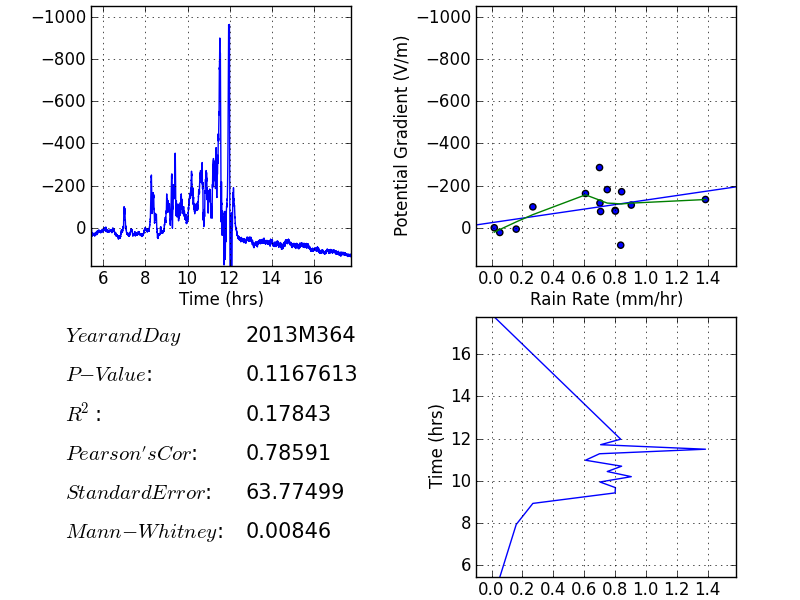 −1000
−800
−600
−400
−200
0
6 8 10 12 14 16
Time (hrs)
Potential Gradient (V/m)
−1000
−800
−600
−400
−200
0
0.0 0.2 0.4 0.6 0.8 1.0 1.2 1.4
Rain Rate (mm/hr)
YearandDay 2013M364
P−Value: 0.1167613
R²: 0.17843
Pearson'sCor: 0.78591
StandardError: 63.77499
Mann−Whitney: 0.00846
Time (hrs)
16
14
12
10
8
6
0.0 0.2 0.4 0.6 0.8 1.0 1.2 1.4